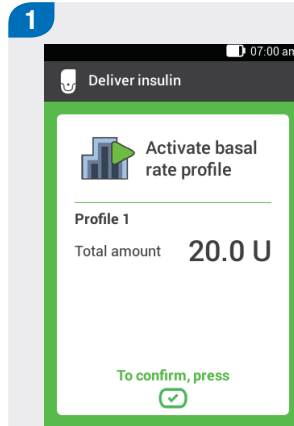 1
07:00 am
Deliver insulin
Activate basal
rate profile
Profile 1
Total amount 20.0 U
To confirm, press